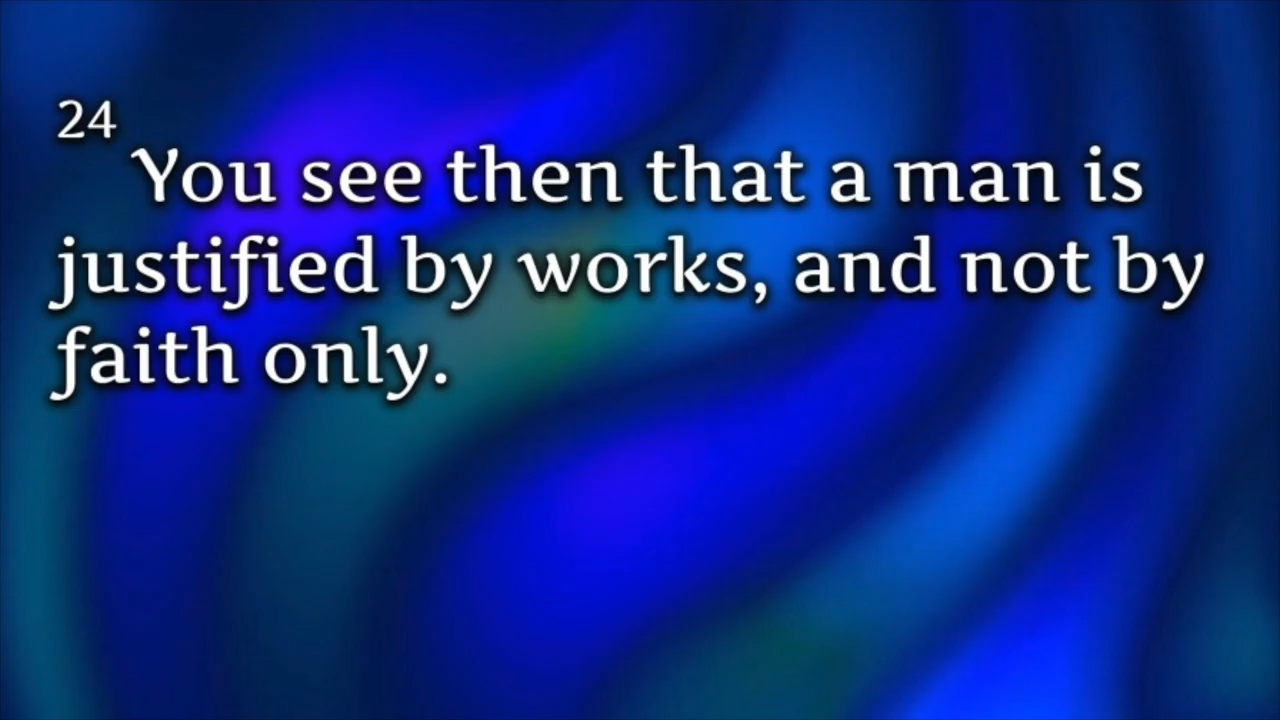 24
You see then that a man is
justified by works, and not by
faith only.